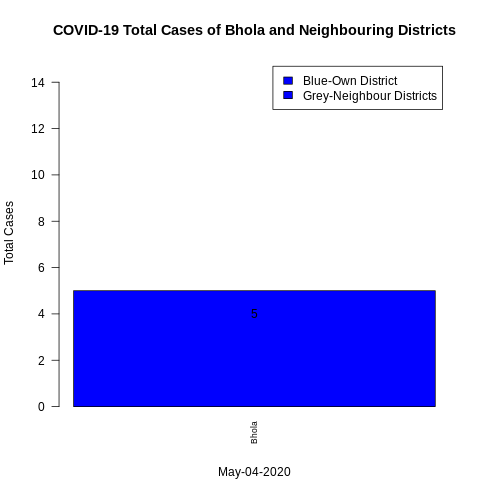 COVID-19 Total Cases of Bhola and Neighbouring Districts
Blue-Own District
Grey-Neighbour Districts
Total Cases
14
12
10
8
6
4
2
0
5
Bhola
May-04-2020